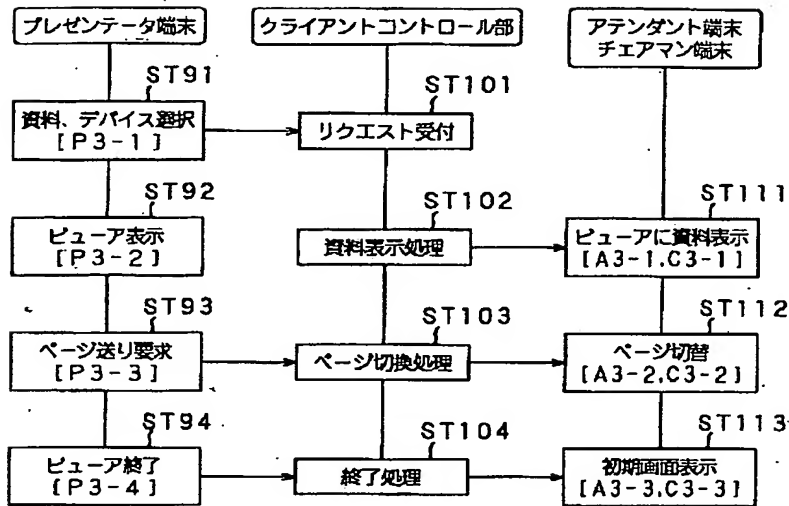 プレゼンテータ端末
クライアントコントロール部
アテンダント端末
チェアマン端末
ST91
資料、デバイス選択
[P3-1]
ST101
リクエスト受付
ST92
ビューア表示
[P3-2]
ST102
資料表示処理
ST111
ビューアに資料表示
[A3-1,C3-1]
ST93
ページ送り要求
[P3-3]
ST103
ページ切換処理
ST112
ページ切替
[A3-2,C3-2]
ST94
ビューア終了
[P3-4]
ST104
終了処理
ST113
初期画面表示
[A3-3,C3-3]